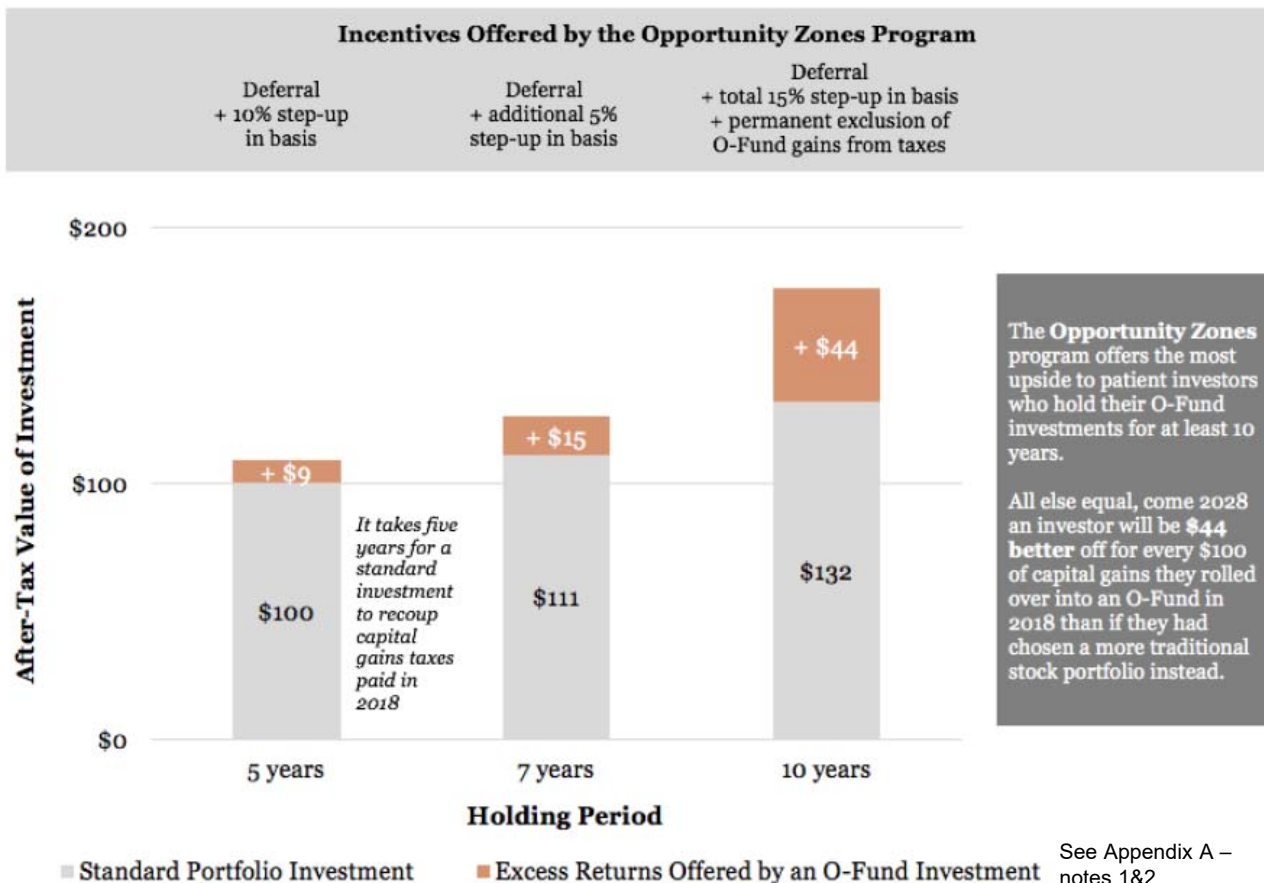 Incentives Offered by the Opportunity Zones Program
Deferral
+ 10% step-up
in basis
Deferral
+ additional 5%
step-up in basis
Deferral
+ total 15% step-up in basis
+ permanent exclusion of
O-Fund gains from taxes
After-Tax Value of Investment
$200
$100
$0
+ $9
$100
It takes five
years for a
standard
investment
to recoup
capital
gains taxes
paid in
2018
+ $15
$111
+ $44
$132
5 years
7 years
10 years
Holding Period
Standard Portfolio Investment
Excess Returns Offered by an O-Fund Investment
The Opportunity Zones
program offers the most
upside to patient investors
who hold their O-Fund
investments for at least 10
years.
All else equal, come 2028
an investor will be $44
better off for every $100
of capital gains they rolled
over into an O-Fund in
2018 than if they had
chosen a more traditional
stock portfolio instead.
See Appendix A –
notes 1&2